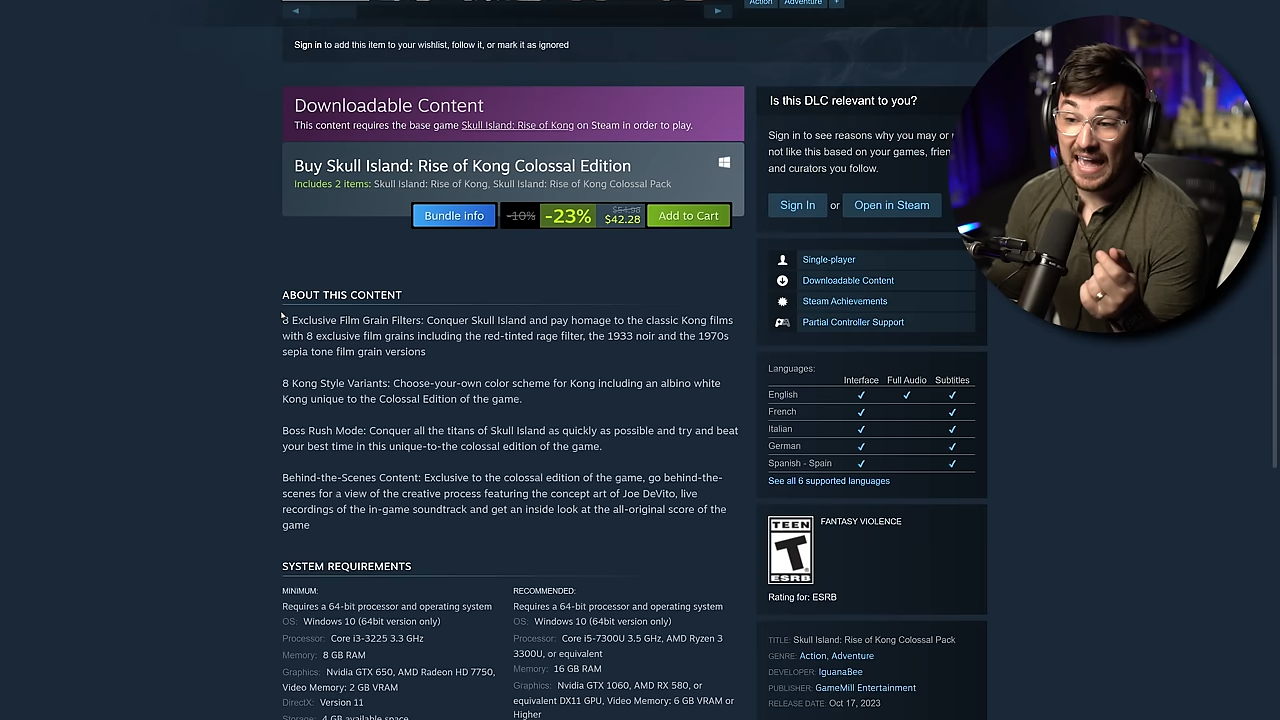 Action Adventure +
Sign in to add this item to your wishlist, follow it, or mark it as ignored
Downloadable Content
This content requires the base game Skull Island: Rise of Kong on Steam in order to play.
Buy Skull Island: Rise of Kong Colossal Edition
Includes 2 items: Skull Island: Rise of Kong, Skull Island: Rise of Kong Colossal Pack
Bundle info -10% -23% $54.98 $42.28 Add to Cart
ABOUT THIS CONTENT
8 Exclusive Film Grain Filters: Conquer Skull Island and pay homage to the classic Kong films
with 8 exclusive film grains including the red-tinted rage filter, the 1933 noir and the 1970s
sepia tone film grain versions
8 Kong Style Variants: Choose-your-own color scheme for Kong including an albino white
Kong unique to the Colossal Edition of the game.
Boss Rush Mode: Conquer all the titans of Skull Island as quickly as possible and try and beat
your best time in this unique-to-the colossal edition of the game.
Behind-the-Scenes Content: Exclusive to the colossal edition of the game, go behind-the-
scenes for a view of the creative process featuring the concept art of Joe DeVito, live
recordings of the in-game soundtrack and get an inside look at the all-original score of the
game
SYSTEM REQUIREMENTS
MINIMUM:
Requires a 64-bit processor and operating system
OS: Windows 10 (64bit version only)
Processor: Core i3-3225 3.3 GHz
Memory: 8 GB RAM
Graphics: Nvidia GTX 650, AMD Radeon HD 7750,
Video Memory: 2 GB VRAM
DirectX: Version 11
Storage: 4 GB available space
RECOMMENDED:
Requires a 64-bit processor and operating system
OS: Windows 10 (64bit version only)
Processor: Core i5-7300U 3.5 GHz, AMD Ryzen 3
3300U, or equivalent
Memory: 16 GB RAM
Graphics: Nvidia GTX 1060, AMD RX 580, or
equivalent DX11 GPU, Video Memory: 6 GB VRAM or
Higher
Is this DLC relevant to you?
Sign in to see reasons why you may or
not like this based on your games,
and curators you follow.
Sign In or Open in Steam
Single-player
Downloadable Content
Steam Achievements
Partial Controller Support
Languages:
Interface Full Audio Subtitles
English ✓ ✓ ✓
French ✓ ✓
Italian ✓ ✓
German ✓ ✓
Spanish - Spain ✓ ✓
See all 6 supported languages
TEEN
T
ESRB
FANTASY VIOLENCE
Rating for: ESRB
TITLE: Skull Island: Rise of Kong Colossal Pack
GENRE: Action, Adventure
DEVELOPER: IguanaBee
PUBLISHER: GameMill Entertainment
RELEASE DATE: Oct 17, 2023